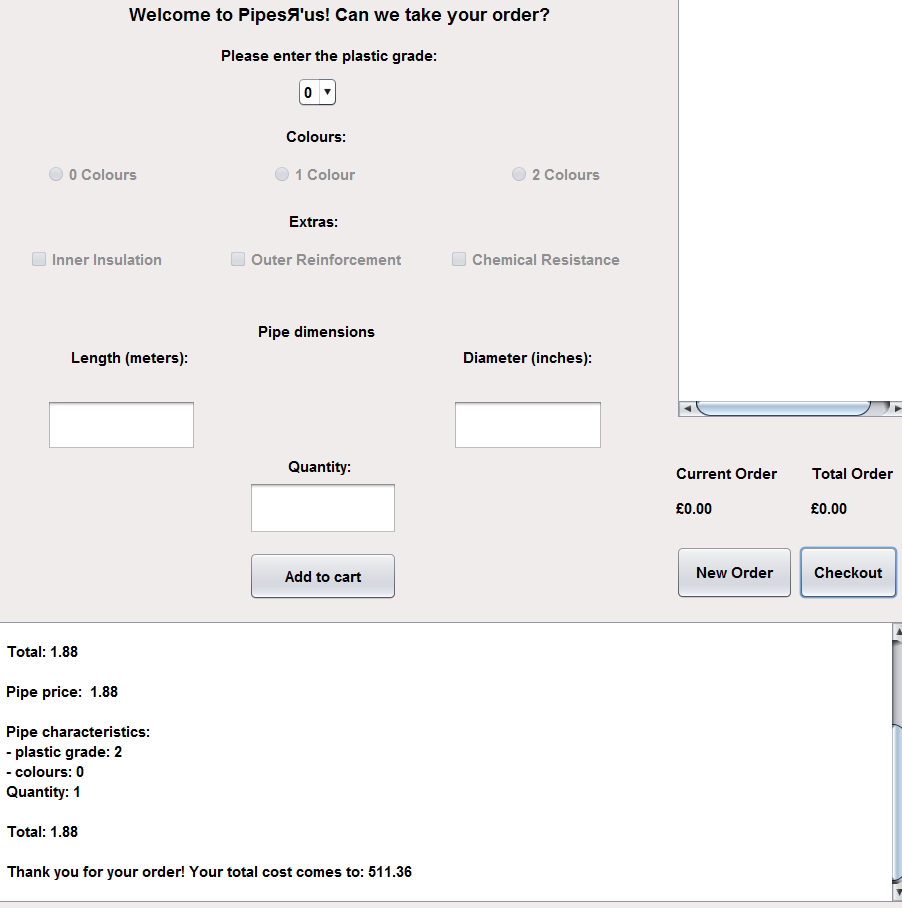 Welcome to PipesЯ'us! Can we take your order?
Please enter the plastic grade:
0
Colours:
0 Colours 1 Colour 2 Colours
Extras:
Inner Insulation Outer Reinforcement Chemical Resistance
Pipe dimensions
Length (meters): Diameter (inches):
Quantity:
Add to cart
Current Order Total Order
£0.00 £0.00
New Order Checkout
Total: 1.88
Pipe price:  1.88
Pipe characteristics:
- plastic grade: 2
- colours: 0
Quantity: 1
Total: 1.88
Thank you for your order! Your total cost comes to: 511.36